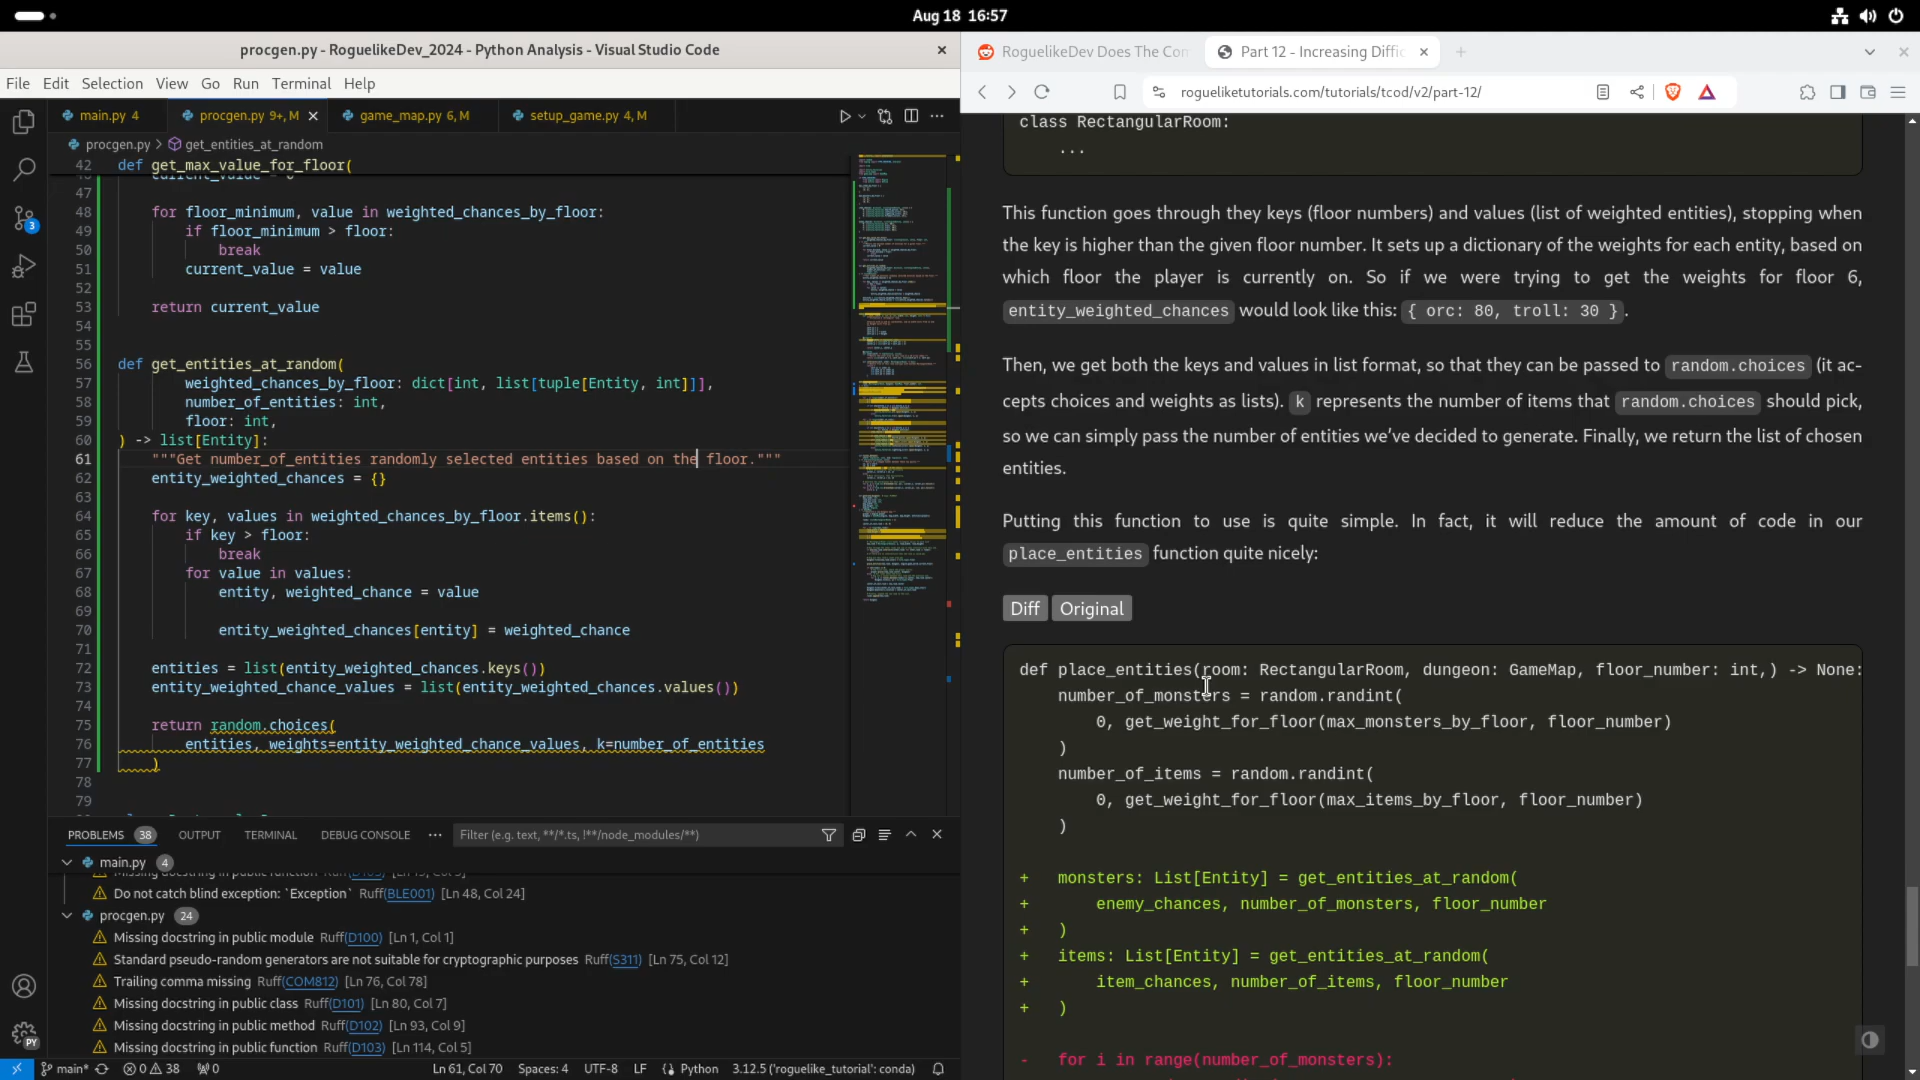 Aug 18 16:57
procgen.py - RoguelikeDev_2024 - Python Analysis - Visual Studio Code
File Edit Selection View Go Run Terminal Help
main.py 4
procgen.py 9+, M
game_map.py 6, M
setup_game.py 4, M
procgen.py > get_entities_at_random
42 def get_max_value_for_floor(
47
48 for floor_minimum, value in weighted_chances_by_floor:
49 if floor_minimum > floor:
50 break
51 current_value = value
52
53 return current_value
54
55
56 def get_entities_at_random(
57 weighted_chances_by_floor: dict[int, list[tuple[Entity, int]]],
58 number_of_entities: int,
59 floor: int,
60 ) -> list[Entity]:
61 """Get number_of_entities randomly selected entities based on the floor."""
62 entity_weighted_chances = {}
63
64 for key, values in weighted_chances_by_floor.items():
65 if key > floor:
66 break
67 for value in values:
68 entity, weighted_chance = value
69
70 entity_weighted_chances[entity] = weighted_chance
71
72 entities = list(entity_weighted_chances.keys())
73 entity_weighted_chance_values = list(entity_weighted_chances.values())
74
75 return random.choices(
76 entities, weights=entity_weighted_chance_values, k=number_of_entities
77 )
78
79
3
PY
PROBLEMS 38 OUTPUT TERMINAL DEBUG CONSOLE ... Filter (e.g. text, **/*.ts, !**/node_modules/**)
main.py 4
Do not catch blind exception: `Exception` Ruff(BLE001) [Ln 48, Col 24]
procgen.py 24
Missing docstring in public module Ruff(D100) [Ln 1, Col 1]
Standard pseudo-random generators are not suitable for cryptographic purposes Ruff(S311) [Ln 75, Col 12]
Trailing comma missing Ruff(COM812) [Ln 76, Col 78]
Missing docstring in public class Ruff(D101) [Ln 80, Col 7]
Missing docstring in public method Ruff(D102) [Ln 93, Col 9]
Missing docstring in public function Ruff(D103) [Ln 114, Col 5]
main* 0 38 0 Ln 61, Col 70 Spaces: 4 UTF-8 LF Python 3.12.5 ('roguelike_tutorial': conda)
RoguelikeDev Does The Com
Part 12 - Increasing Diffic
rogueliketutorials.com/tutorials/tcod/v2/part-12/
class RectangularRoom:
...
This function goes through they keys (floor numbers) and values (list of weighted entities), stopping when
the key is higher than the given floor number. It sets up a dictionary of the weights for each entity, based on
which floor the player is currently on. So if we were trying to get the weights for floor 6,
entity_weighted_chances would look like this: { orc: 80, troll: 30 }.
Then, we get both the keys and values in list format, so that they can be passed to random.choices (it ac-
cepts choices and weights as lists). k represents the number of items that random.choices should pick,
so we can simply pass the number of entities we’ve decided to generate. Finally, we return the list of chosen
entities.
Putting this function to use is quite simple. In fact, it will reduce the amount of code in our
place_entities function quite nicely:
Diff Original
def place_entities(room: RectangularRoom, dungeon: GameMap, floor_number: int,) -> None:
number_of_monsters = random.randint(
0, get_weight_for_floor(max_monsters_by_floor, floor_number)
)
number_of_items = random.randint(
0, get_weight_for_floor(max_items_by_floor, floor_number)
)
+ monsters: List[Entity] = get_entities_at_random(
+ enemy_chances, number_of_monsters, floor_number
+ )
+ items: List[Entity] = get_entities_at_random(
+ item_chances, number_of_items, floor_number
+ )
- for i in range(number_of_monsters):